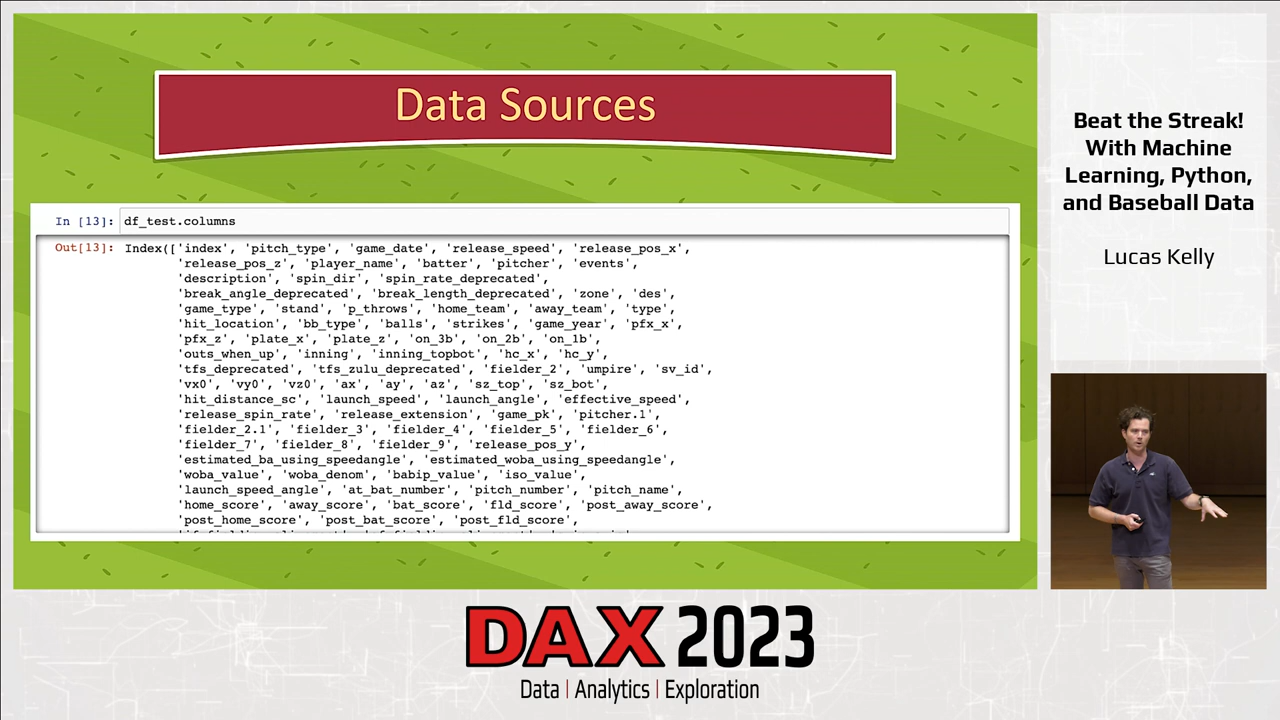 Data Sources
In [13]: df_test.columns
Out[13]: Index(['index', 'pitch_type', 'game_date', 'release_speed', 'release_pos_x',
'release_pos_z', 'player_name', 'batter', 'pitcher', 'events',
'description', 'spin_dir', 'spin_rate_deprecated',
'break_angle_deprecated', 'break_length_deprecated', 'zone', 'des',
'game_type', 'stand', 'p_throws', 'home_team', 'away_team', 'type',
'hit_location', 'bb_type', 'balls', 'strikes', 'game_year', 'pfx_x',
'pfx_z', 'plate_x', 'plate_z', 'on_3b', 'on_2b', 'on_1b',
'outs_when_up', 'inning', 'inning_topbot', 'hc_x', 'hc_y',
'tfs_deprecated', 'tfs_zulu_deprecated', 'fielder_2', 'umpire', 'sv_id',
'vx0', 'vy0', 'vz0', 'ax', 'ay', 'az', 'sz_top', 'sz_bot',
'hit_distance_sc', 'launch_speed', 'launch_angle', 'effective_speed',
'release_spin_rate', 'release_extension', 'game_pk', 'pitcher.1',
'fielder_2.1', 'fielder_3', 'fielder_4', 'fielder_5', 'fielder_6',
'fielder_7', 'fielder_8', 'fielder_9', 'release_pos_y',
'estimated_ba_using_speedangle', 'estimated_woba_using_speedangle',
'woba_value', 'woba_denom', 'babip_value', 'iso_value',
'launch_speed_angle', 'at_bat_number', 'pitch_number', 'pitch_name',
'home_score', 'away_score', 'bat_score', 'fld_score', 'post_away_score',
'post_home_score', 'post_bat_score', 'post_fld_score',
Beat the Streak!
With Machine
Learning, Python,
and Baseball Data
Lucas Kelly
DAX 2023
Data | Analytics | Exploration